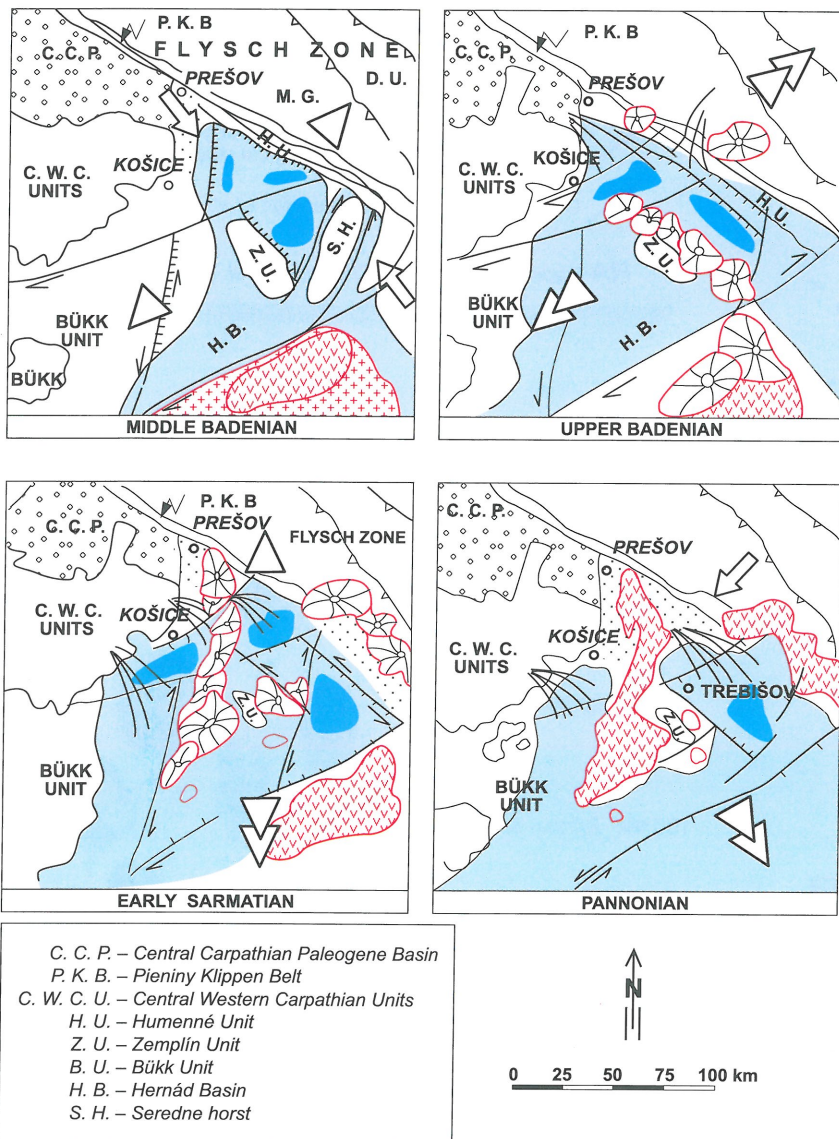 P. K. B
FLYSCH ZONE
C. C. P.
D. U.
PREŠOV
M. G.
H. U.
C. W. C.
UNITS
KOŠICE
S. H.
Z. U.
BÜKK
UNIT
H. B.
BÜKK
MIDDLE BADENIAN
P. K. B
C. C. P.
PREŠOV
KOŠICE
C. W. C.
UNITS
H. U.
Z. U.
BÜKK
UNIT
H. B.
UPPER BADENIAN
P. K. B
PREŠOV
C. C. P.
FLYSCH ZONE
C. W. C.
UNITS
KOŠICE
Z. U.
BÜKK
UNIT
EARLY SARMATIAN
C. C. P.
PREŠOV
KOŠICE
C. W. C.
UNITS
TREBIŠOV
Z. U.
BÜKK
UNIT
PANNONIAN
C. C. P. – Central Carpathian Paleogene Basin
P. K. B. – Pieniny Klippen Belt
C. W. C. U. – Central Western Carpathian Units
H. U. – Humenné Unit
Z. U. – Zemplín Unit
B. U. – Bükk Unit
H. B. – Hernád Basin
S. H. – Seredne horst
N
0 25 50 75 100 km